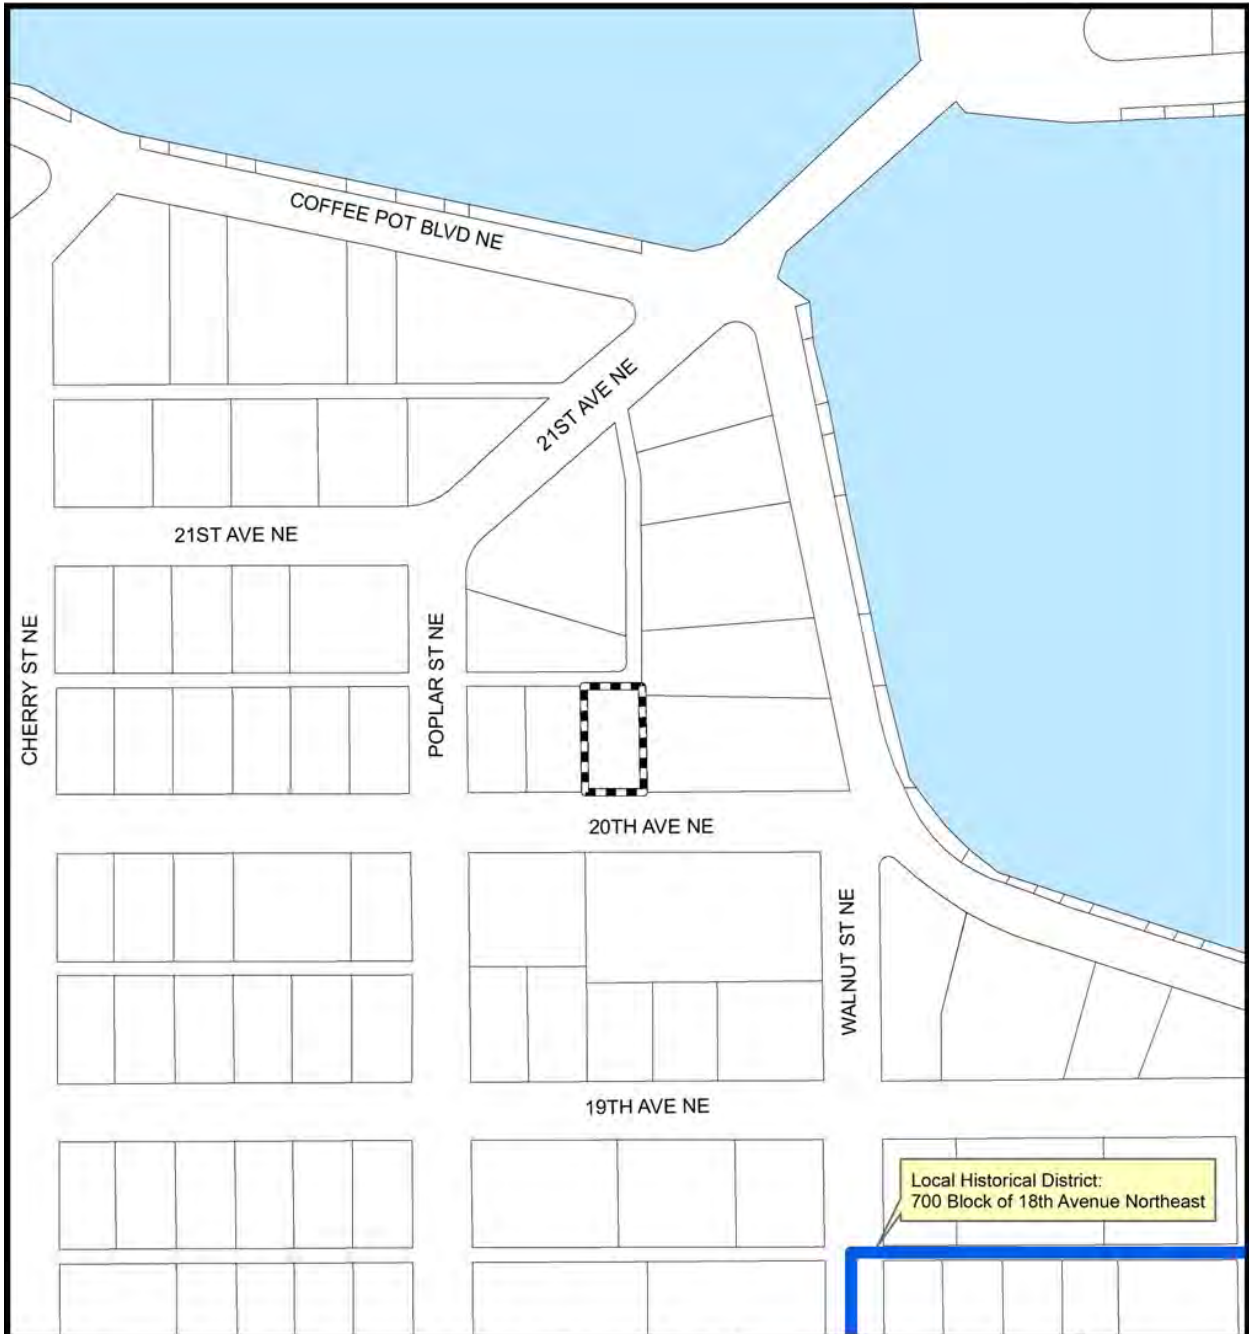 COFFEE POT BLVD NE
21ST AVE NE
21ST AVE NE
CHERRY ST NE
POPLAR ST NE
20TH AVE NE
WALNUT ST NE
19TH AVE NE
Local Historical District:
700 Block of 18th Avenue Northeast